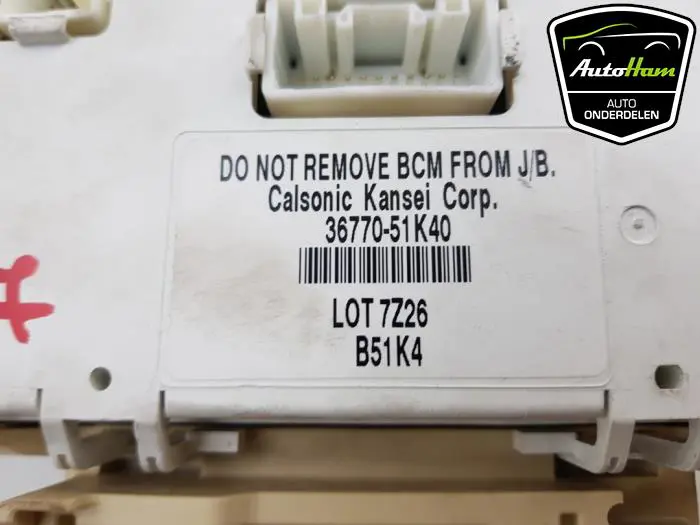 AutoHam
AUTO
ONDERDELEN
DO NOT REMOVE BCM FROM J/B.
Calsonic Kansei Corp.
36770-51K40
LOT 7Z26
B51K4